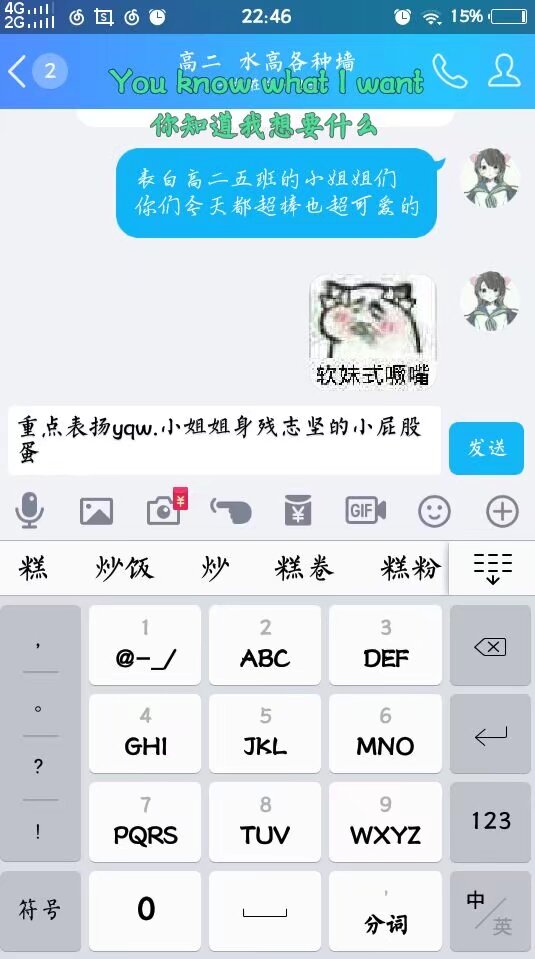 4G
2G
22:46
15%
2
高二 水高各种墙
You know what I want
你知道我想要什么
表白高二五班的小姐姐们
你们今天都超棒也超可爱的
软妹式噘嘴
重点表扬yqw.小姐姐身残志坚的小屁股
蛋
发送
¥
¥
GIF
糕 炒饭 炒 糕卷 糕粉
,
。
?
!
1
@-_/
2
ABC
3
DEF
4
GHI
5
JKL
6
MNO
7
PQRS
8
TUV
9
WXYZ
123
符号
0
,
分词
中/英